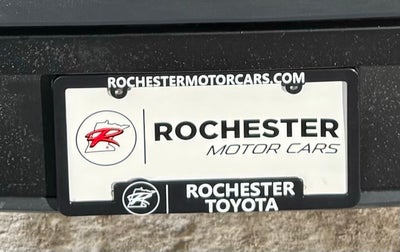 ROCHESTERMOTORCARS.COM
R
ROCHESTER
MOTOR CARS
R
ROCHESTER
TOYOTA